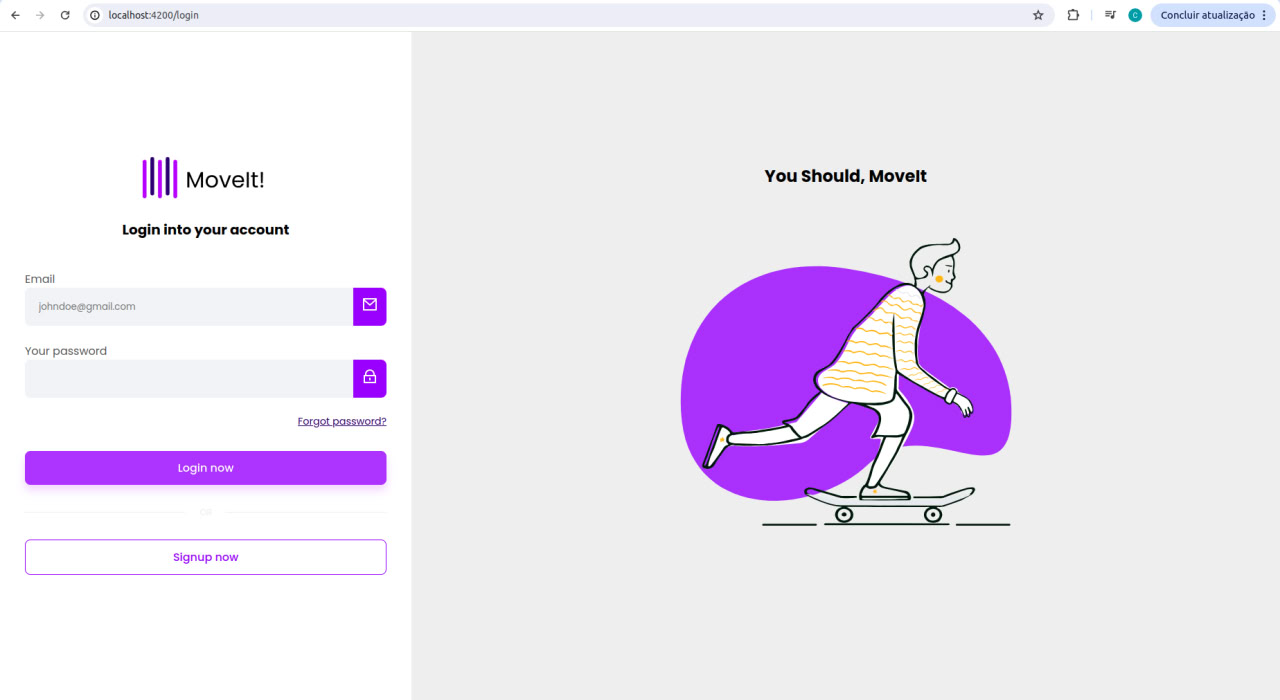 localhost:4200/login
C
Concluir atualização
MoveIt!
Login into your account
Email
johndoe@gmail.com
Your password
Forgot password?
Login now
OR
Signup now
You Should, MoveIt